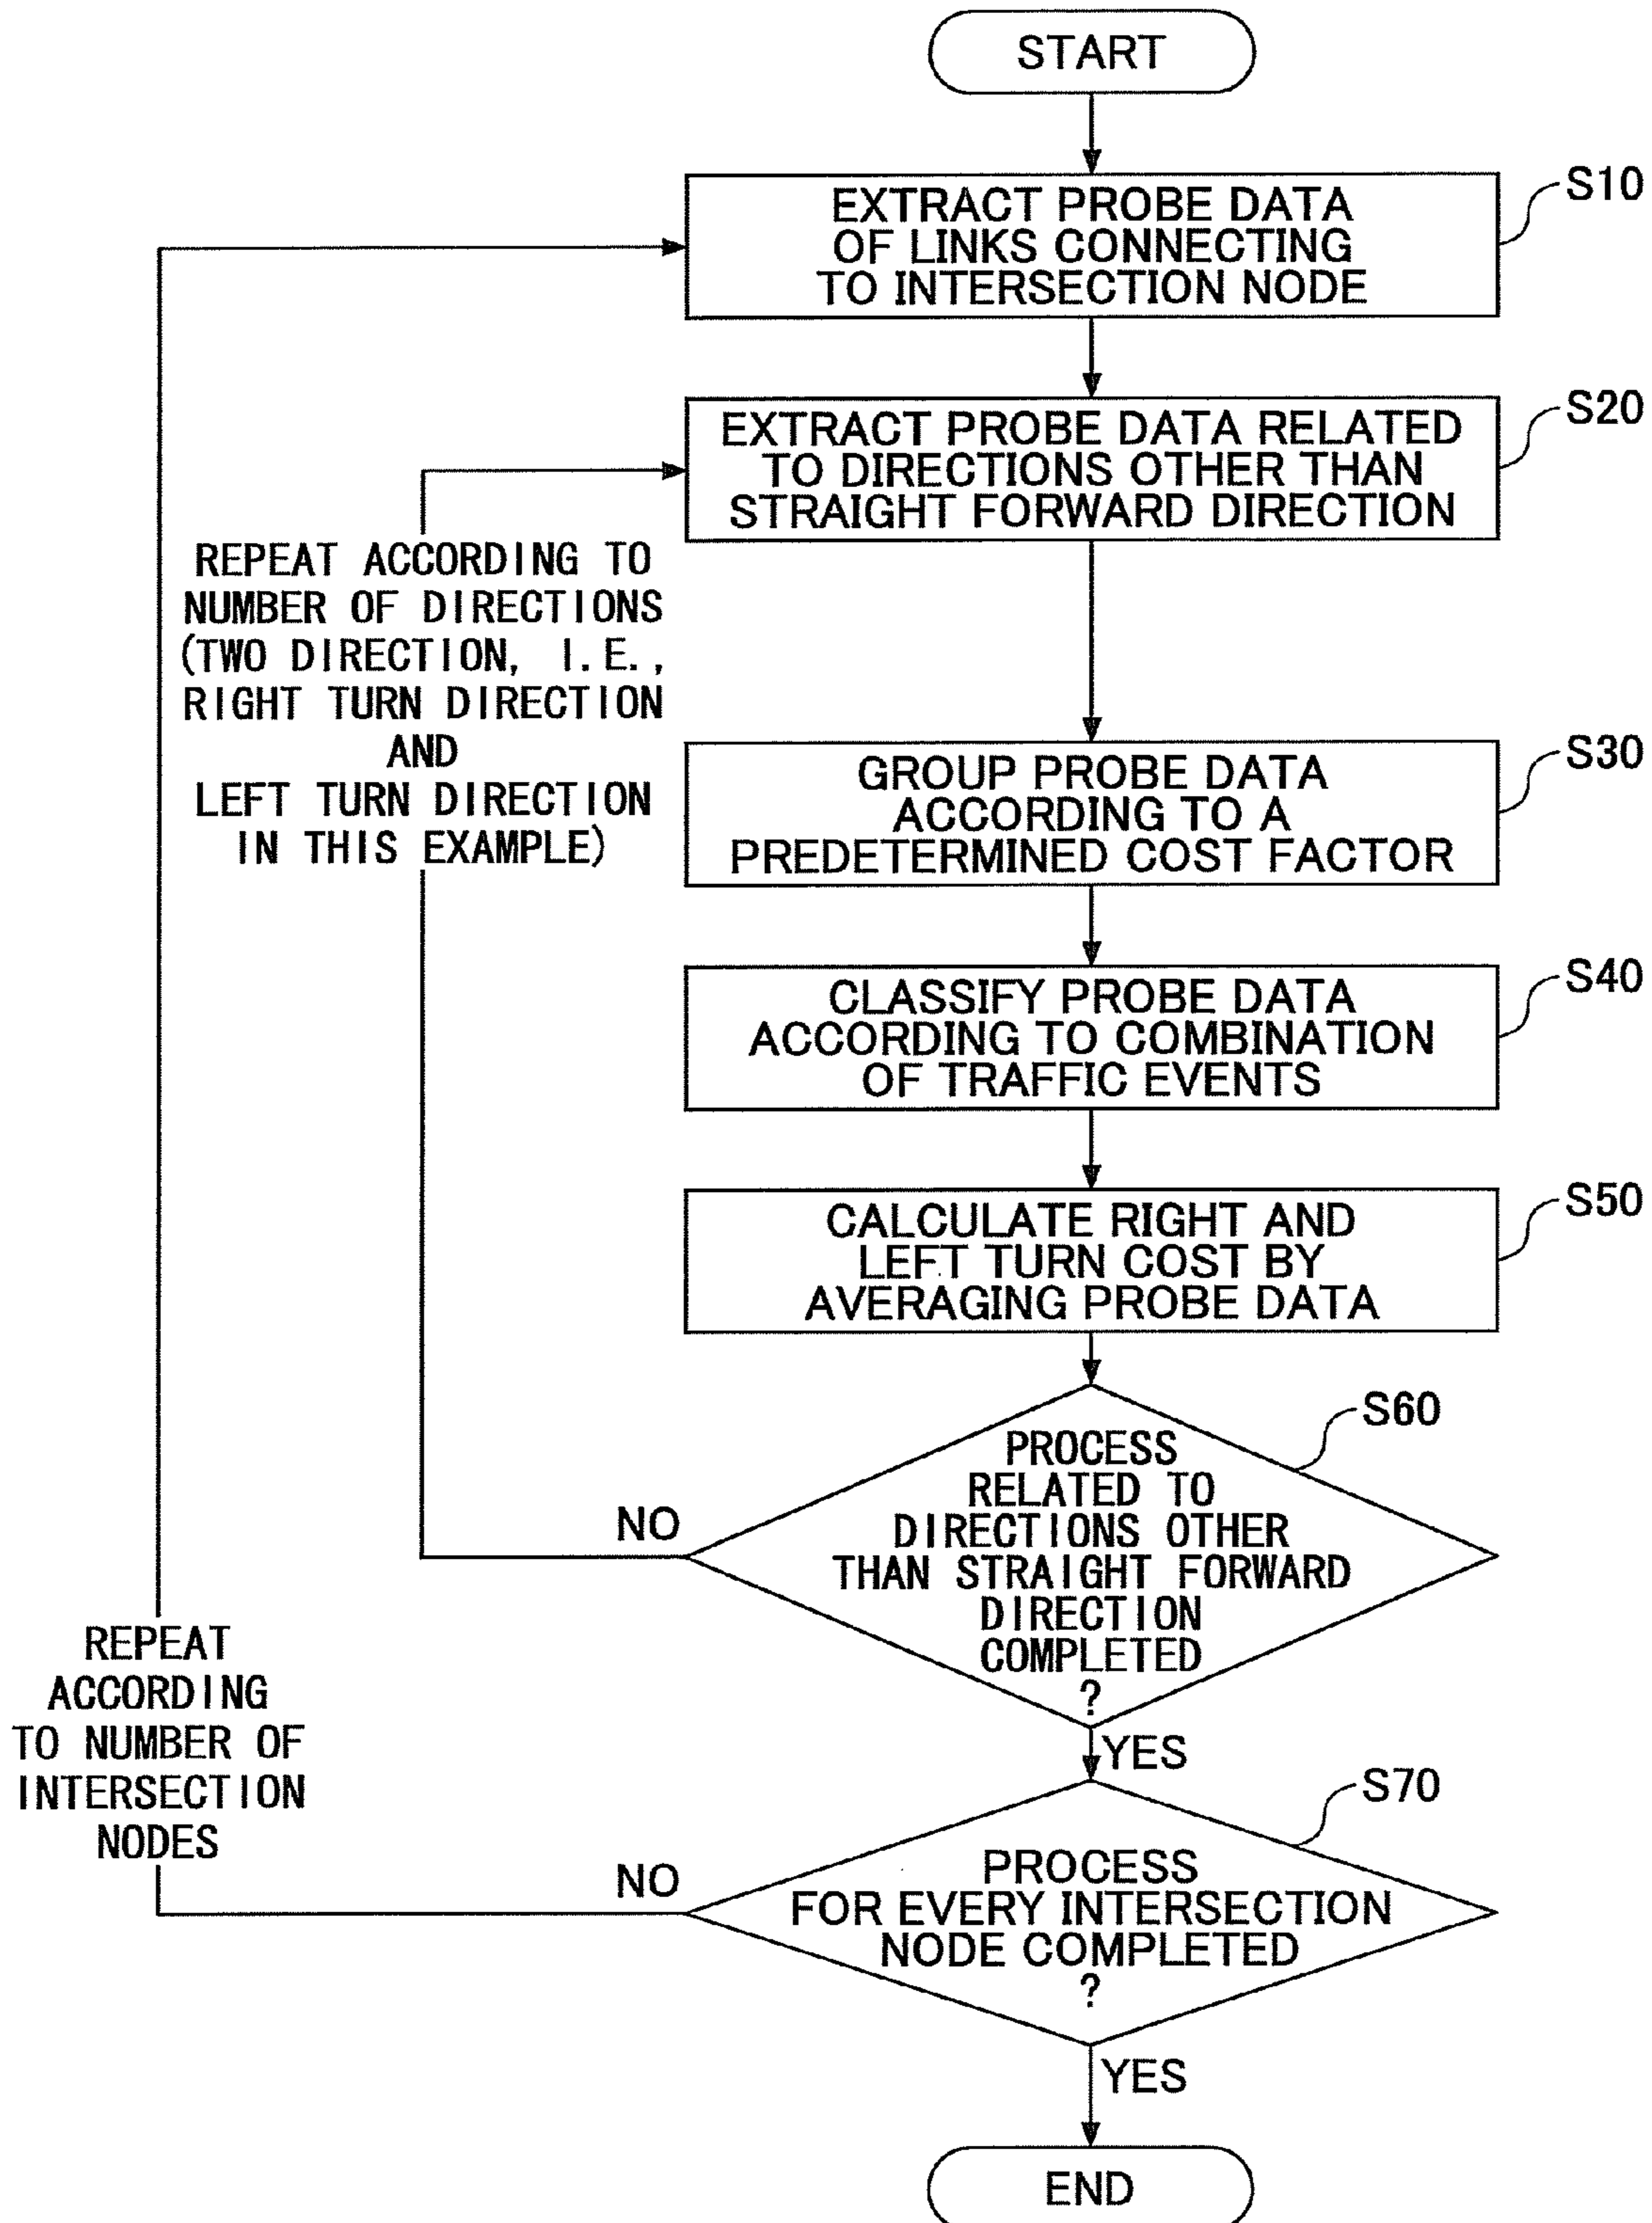 START
EXTRACT PROBE DATA
OF LINKS CONNECTING
TO INTERSECTION NODE
S10
EXTRACT PROBE DATA RELATED
TO DIRECTIONS OTHER THAN
STRAIGHT FORWARD DIRECTION
S20
REPEAT ACCORDING TO
NUMBER OF DIRECTIONS
(TWO DIRECTION, I.E.,
RIGHT TURN DIRECTION
AND
LEFT TURN DIRECTION
IN THIS EXAMPLE)
GROUP PROBE DATA
ACCORDING TO A
PREDETERMINED COST FACTOR
S30
CLASSIFY PROBE DATA
ACCORDING TO COMBINATION
OF TRAFFIC EVENTS
S40
CALCULATE RIGHT AND
LEFT TURN COST BY
AVERAGING PROBE DATA
S50
PROCESS
RELATED TO
DIRECTIONS OTHER
THAN STRAIGHT FORWARD
DIRECTION
COMPLETED
?
S60
NO
YES
REPEAT
ACCORDING
TO NUMBER OF
INTERSECTION
NODES
PROCESS
FOR EVERY INTERSECTION
NODE COMPLETED
?
S70
NO
YES
END